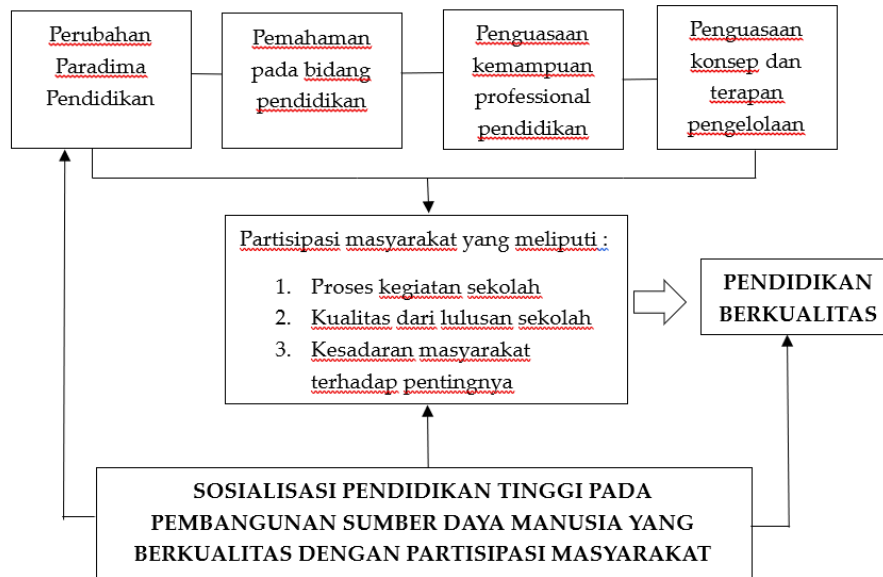 Perubahan
Paradima
Pendidikan
Pemahaman
pada bidang
pendidikan
Penguasaan
kemampuan
professional
pendidikan
Penguasaan
konsep dan
terapan
pengelolaan
Partisipasi masyarakat yang meliputi :
1. Proses kegiatan sekolah
2. Kualitas dari lulusan sekolah
3. Kesadaran masyarakat
terhadap pentingnya
PENDIDIKAN
BERKUALITAS
SOSIALISASI PENDIDIKAN TINGGI PADA
PEMBANGUNAN SUMBER DAYA MANUSIA YANG
BERKUALITAS DENGAN PARTISIPASI MASYARAKAT